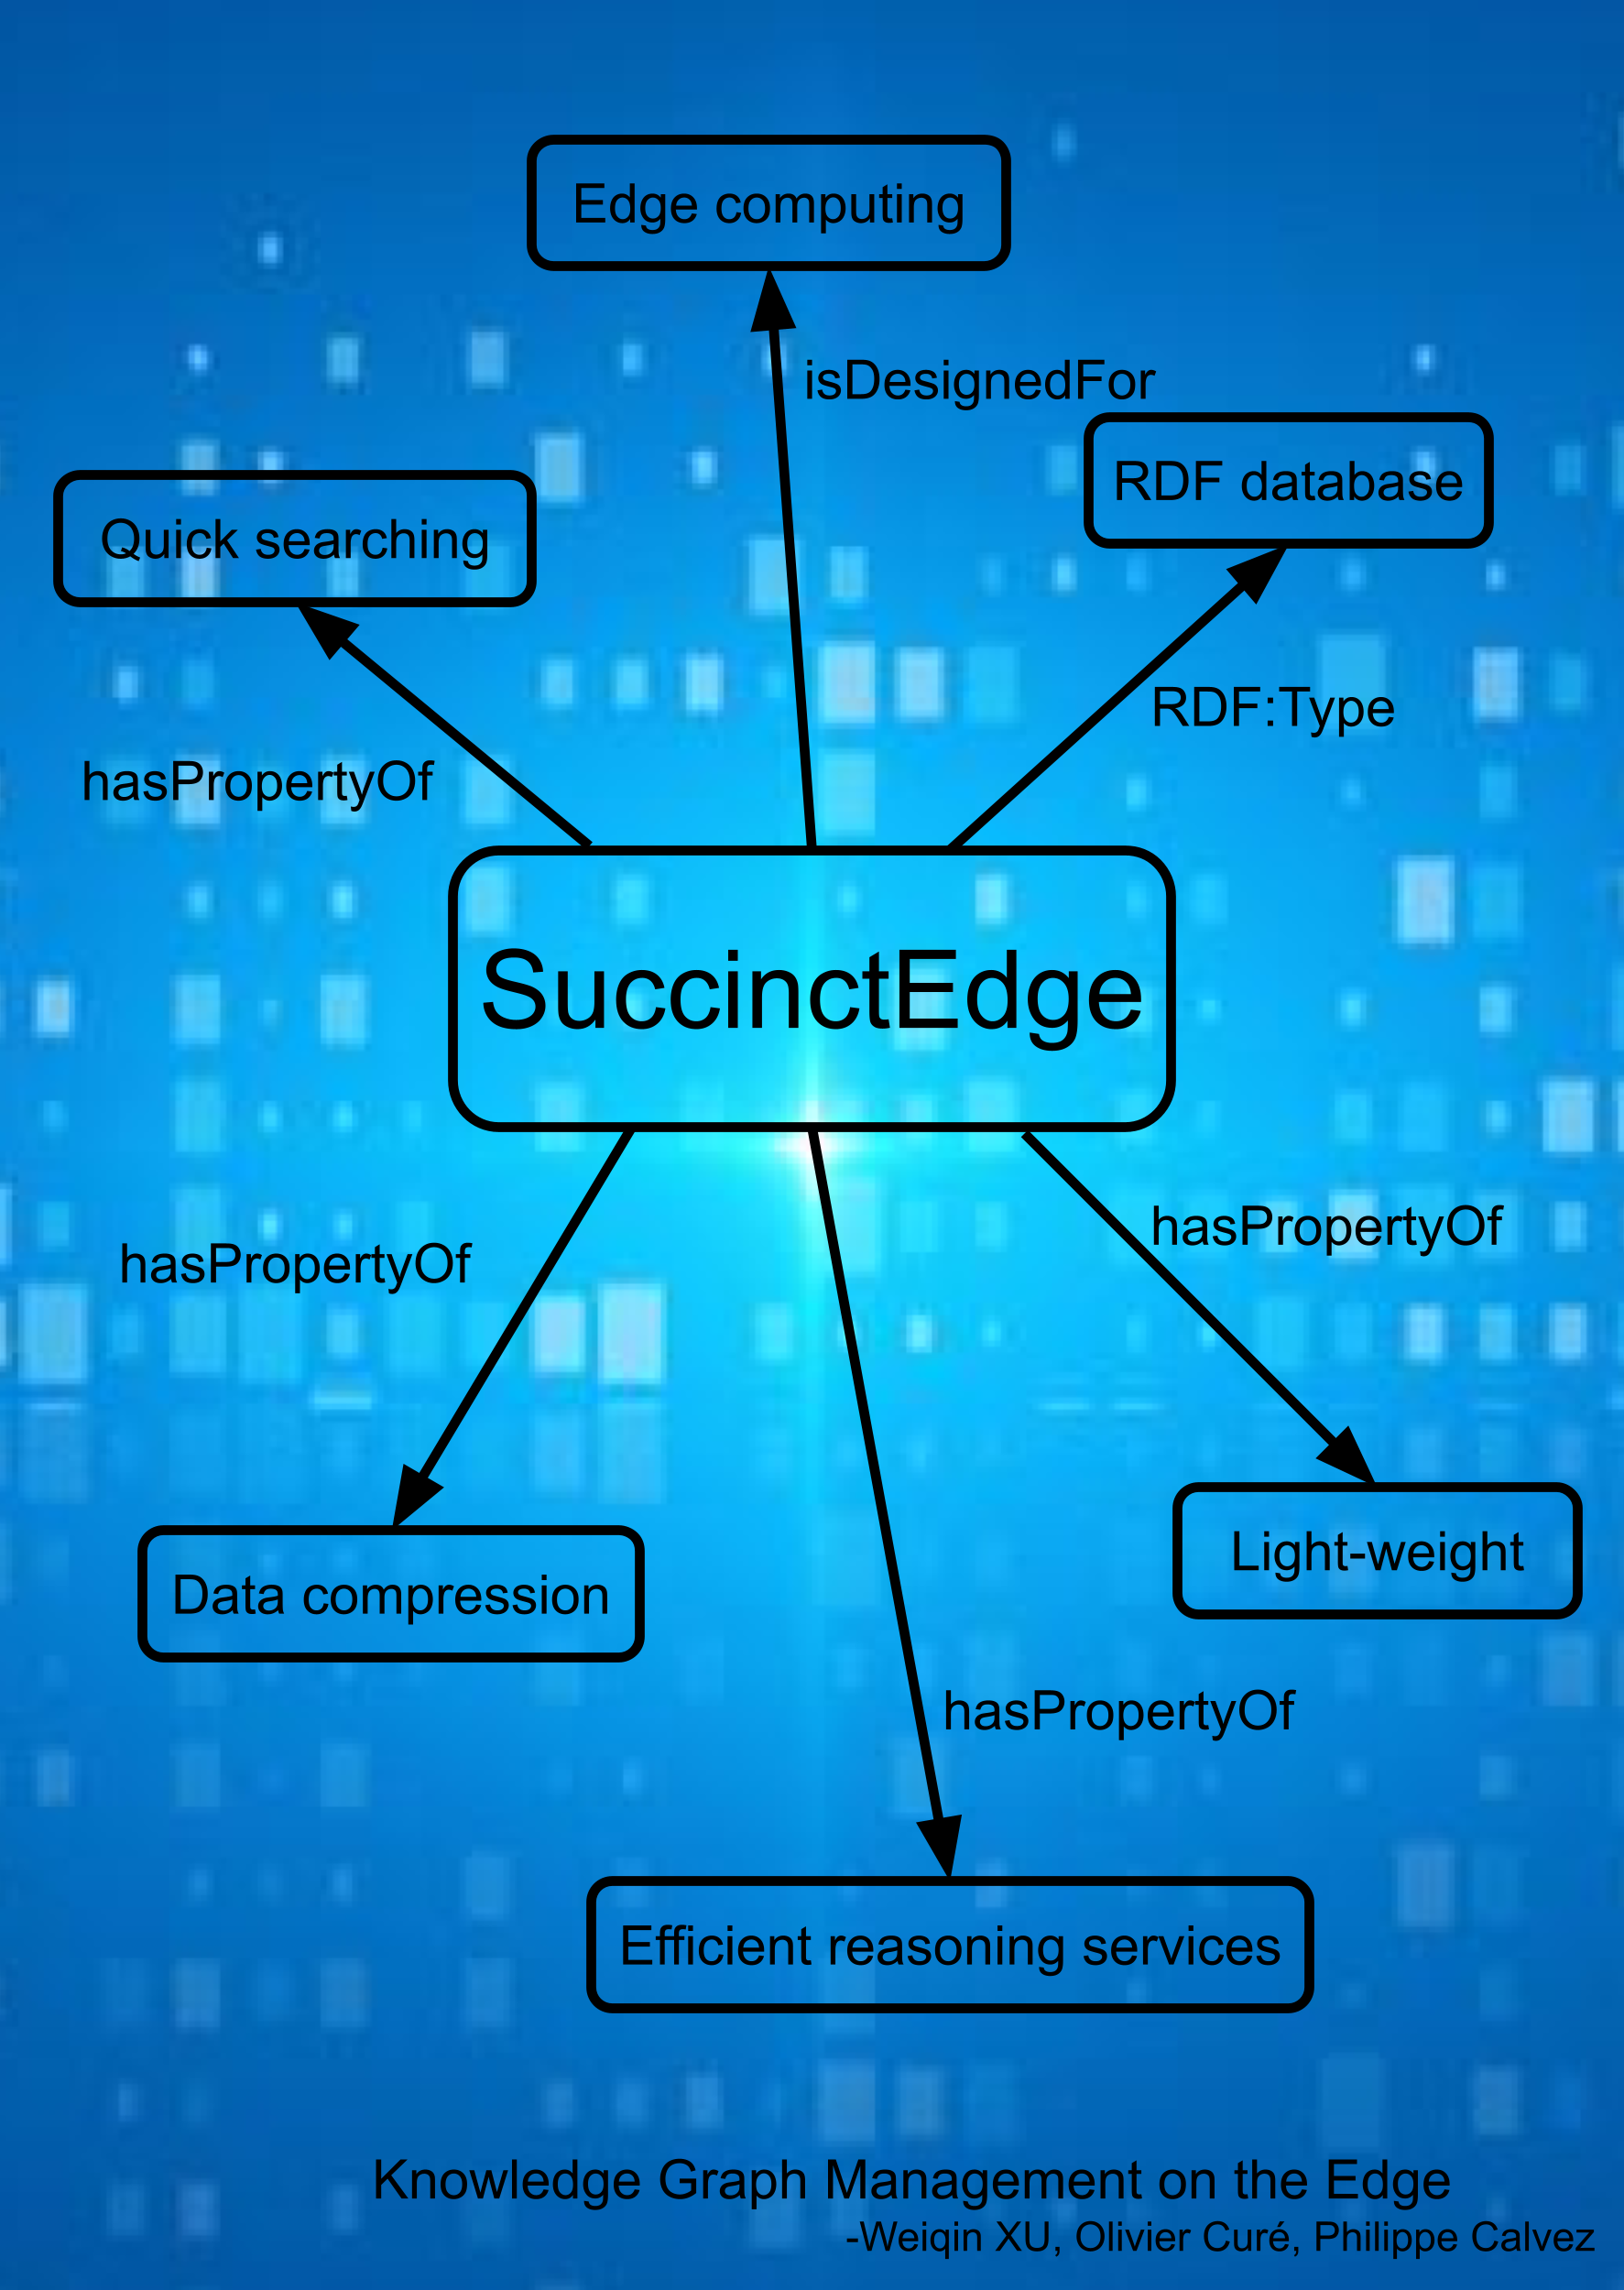 Edge computing
isDesignedFor
RDF database
Quick searching
RDF:Type
hasPropertyOf
SuccinctEdge
hasPropertyOf
hasPropertyOf
Light-weight
Data compression
hasPropertyOf
Efficient reasoning services
Knowledge Graph Management on the Edge
-Weiqin XU, Olivier Curé, Philippe Calvez